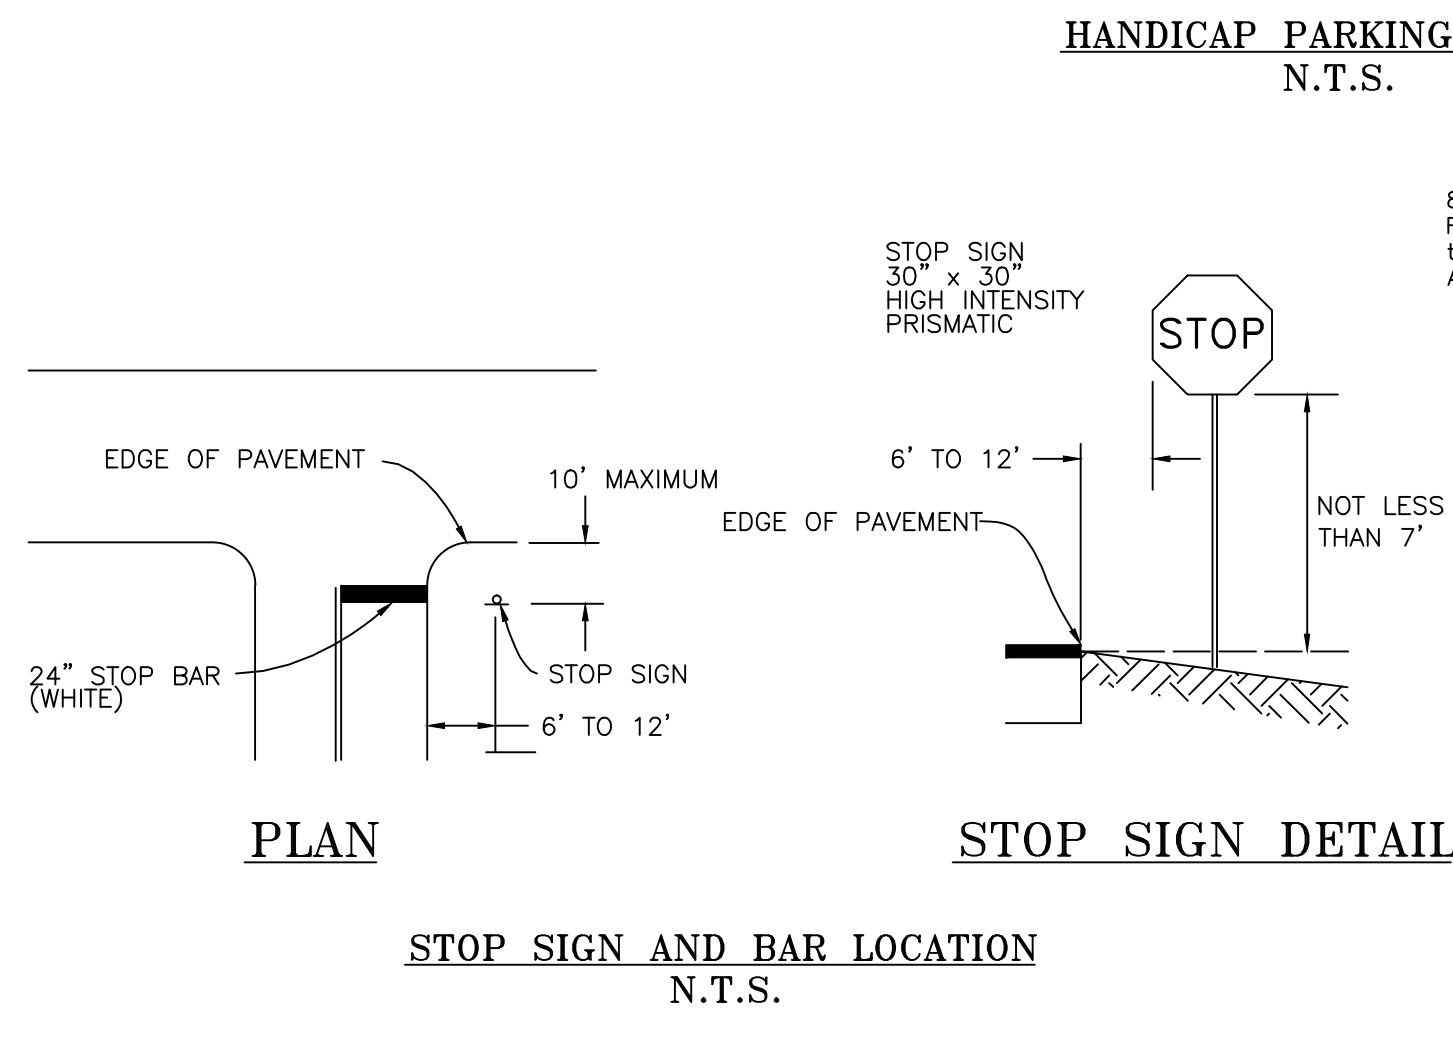 HANDICAP PARKING
N.T.S.
STOP SIGN
30" x 30"
HIGH INTENSITY
PRISMATIC
STOP
EDGE OF PAVEMENT
10' MAXIMUM
6' TO 12'
EDGE OF PAVEMENT
NOT LESS
THAN 7'
24" STOP BAR
(WHITE)
STOP SIGN
6' TO 12'
PLAN
STOP SIGN DETAIL
STOP SIGN AND BAR LOCATION
N.T.S.